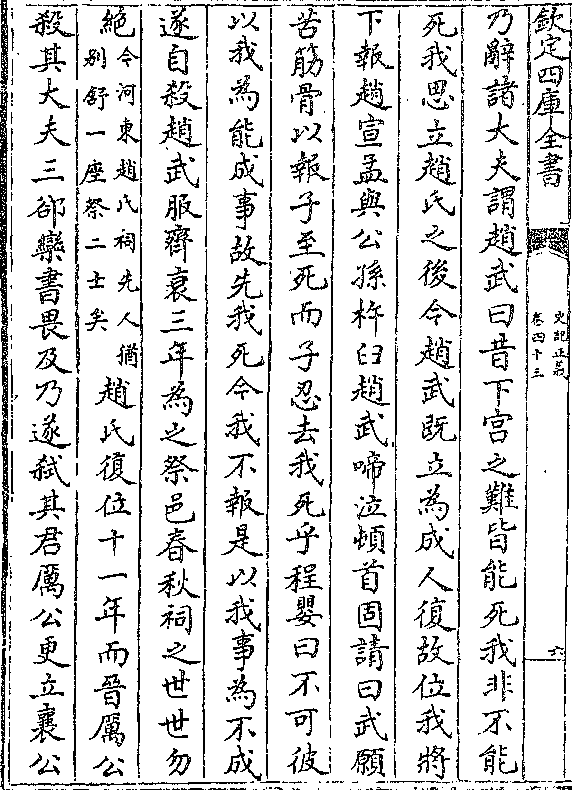 欽定四庫全書
史記正義
卷四十三
六
乃辭諸大夫謂趙武曰昔下宮之難皆能死我非不能
死我思立趙氏之後今趙武既立為成人復故位我將
下報趙宣孟與公孫杵臼趙武啼泣頓首固請曰武願
苦筋骨以報子至死而子忍去我死乎程嬰曰不可彼
以我為能成事故先我死今我不報是以我事為不成
遂自殺趙武服齊衰三年為之祭邑春秋祠之世世勿
絕今河東趙氏祠先人猶
別舒一座祭二士矣
趙氏復位十一年而晉厲公
殺其大夫三郤欒書畏及乃遂弑其君厲公更立襄公